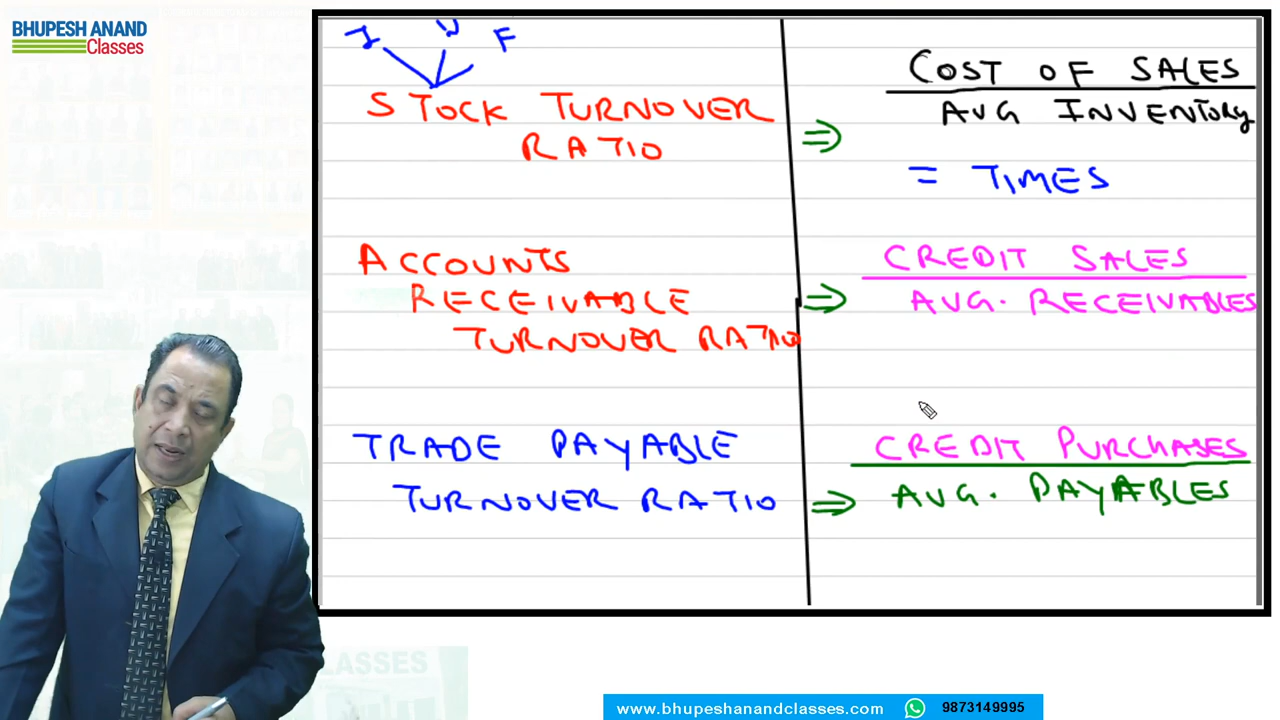 BHUPESH ANAND
Classes
I W F
STOCK TURNOVER
RATIO
⇒
COST OF SALES
AVG INVENTORY
= TIMES
ACCOUNTS
RECEIVABLE
TURNOVER RATIO
⇒
CREDIT SALES
AVG. RECEIVABLES
TRADE PAYABLE
TURNOVER RATIO
⇒
CREDIT PURCHASES
AVG. PAYABLES
CLASSES
www.bhupeshanandclasses.com 9873149995